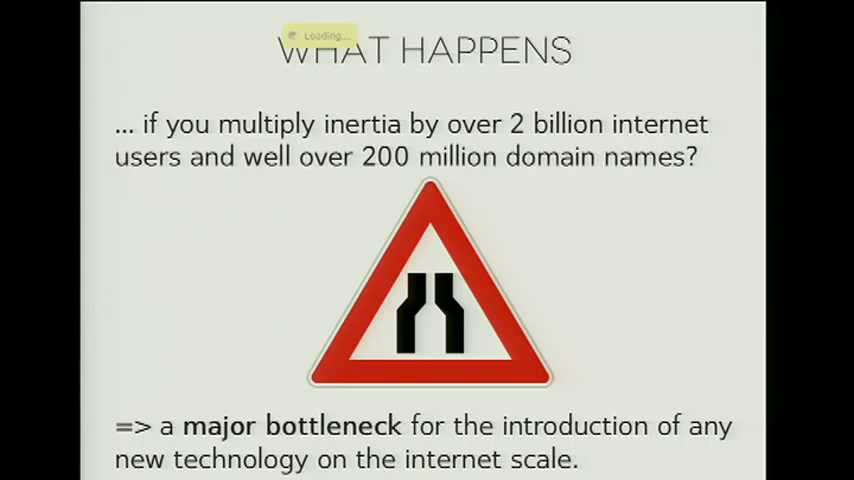 Loading...
WHAT HAPPENS
... if you multiply inertia by over 2 billion internet
users and well over 200 million domain names?
=> a major bottleneck for the introduction of any
new technology on the internet scale.